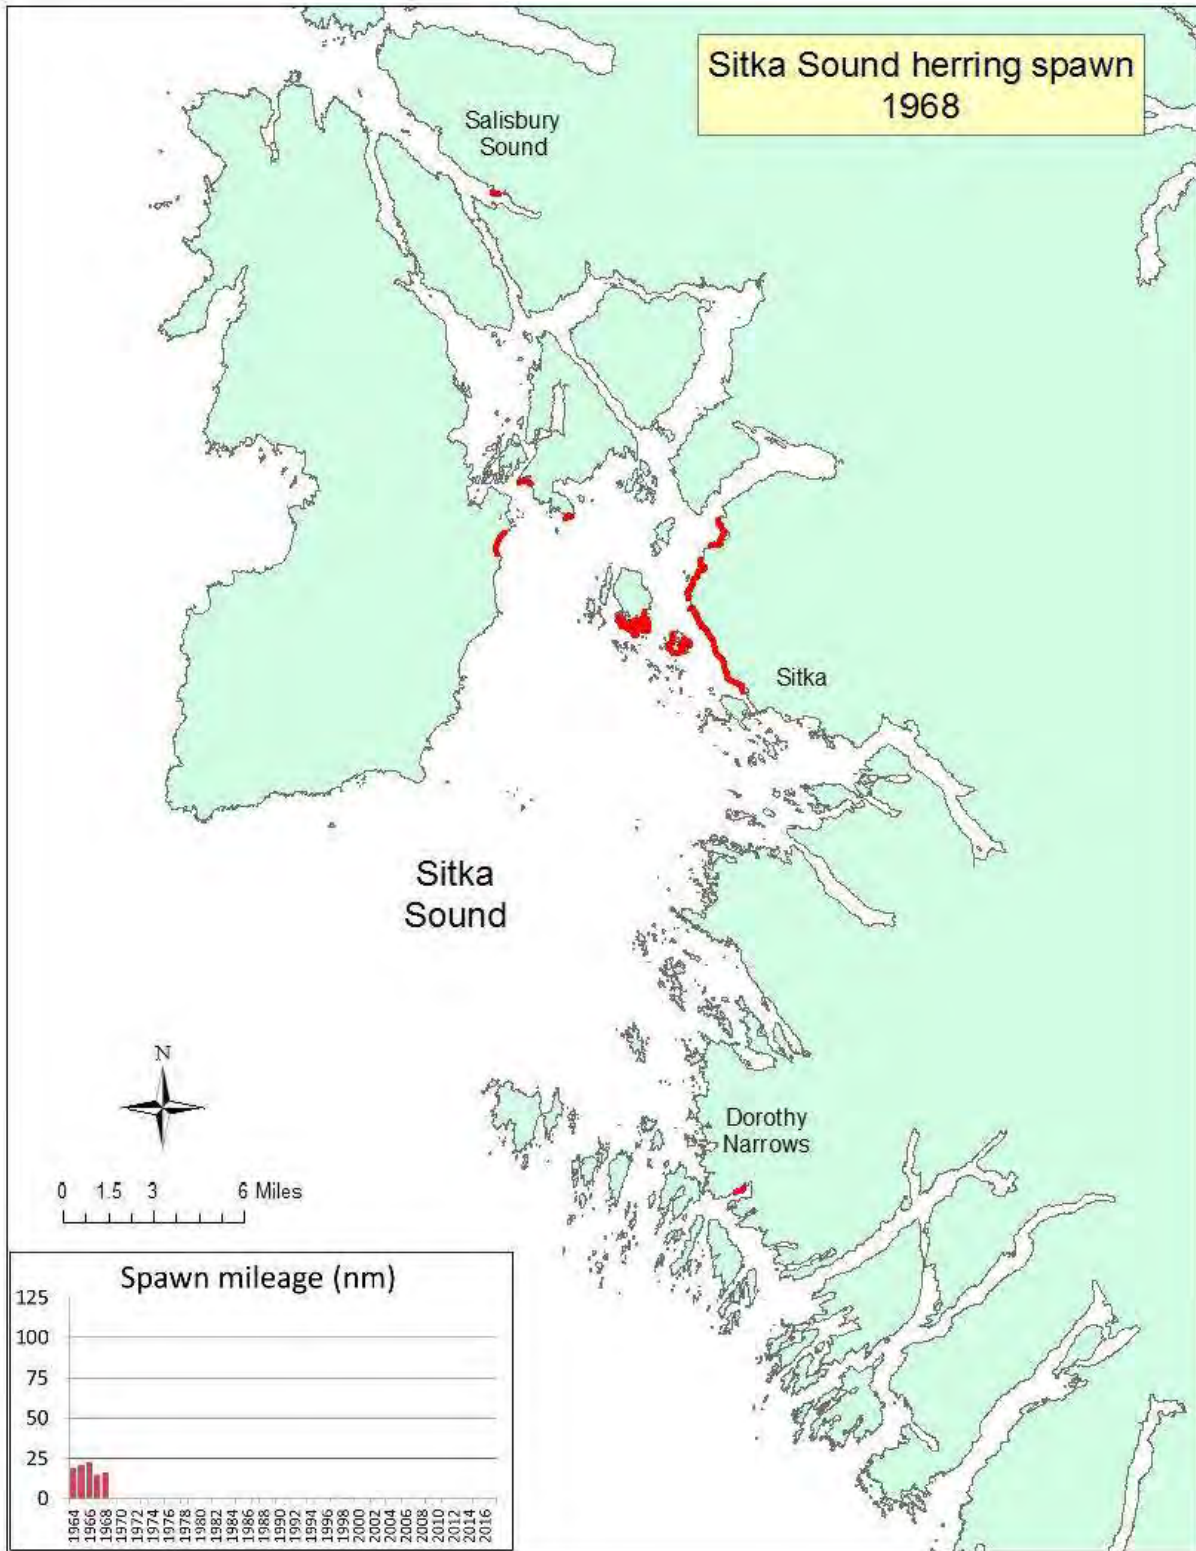 Sitka Sound herring spawn
1968
Salisbury
Sound
Sitka
Sitka
Sound
N
Dorothy
Narrows
0 1.5 3 6 Miles
Spawn mileage (nm)
125
100
75
50
25
0
1964 1966 1968 1970 1972 1974 1976 1978 1980 1982 1984 1986 1988 1990 1992 1994 1996 1998 2000 2002 2004 2006 2008 2010 2012 2014 2016